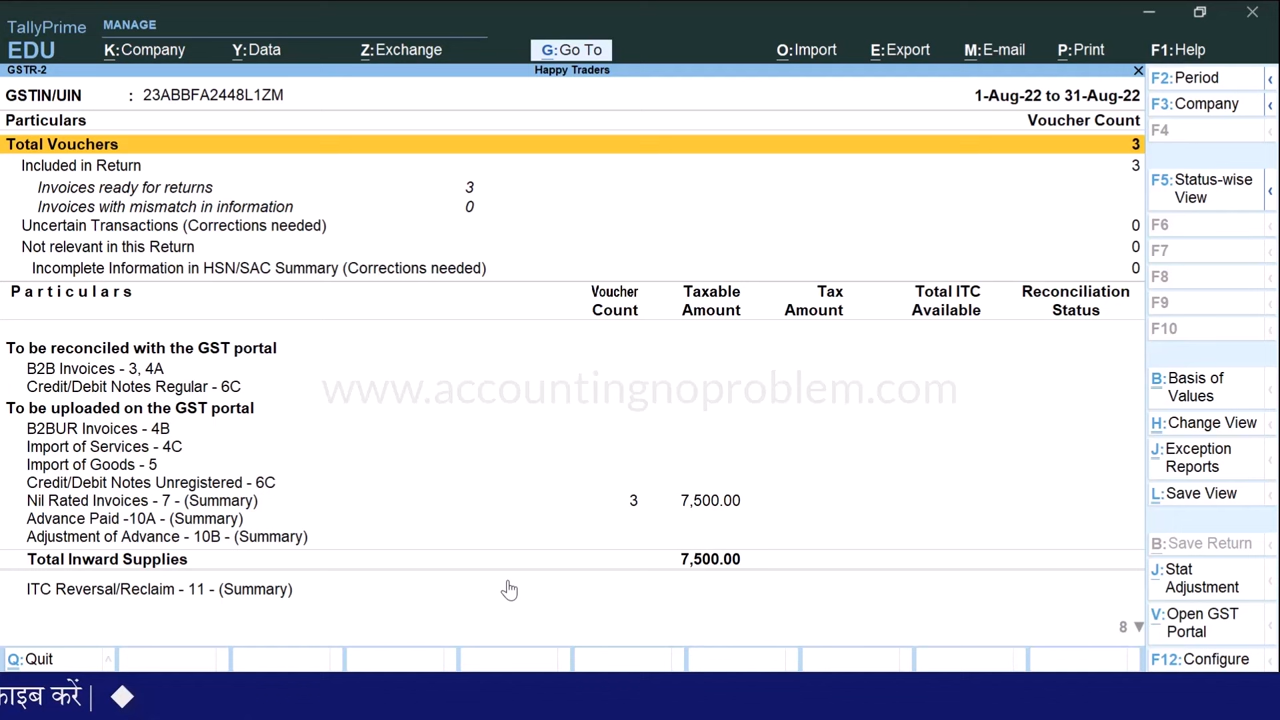 TallyPrime MANAGE
EDU K:Company Y:Data Z:Exchange G:Go To O:Import E:Export M:E-mail P:Print F1:Help
GSTR-2 Happy Traders
GSTIN/UIN : 23ABBFA2448L1ZM 1-Aug-22 to 31-Aug-22
Particulars Voucher Count
Total Vouchers 3
Included in Return 3
Invoices ready for returns 3
Invoices with mismatch in information 0
Uncertain Transactions (Corrections needed) 0
Not relevant in this Return 0
Incomplete Information in HSN/SAC Summary (Corrections needed) 0
Particulars Voucher Count Taxable Amount Tax Amount Total ITC Available Reconciliation Status
To be reconciled with the GST portal
B2B Invoices - 3, 4A
Credit/Debit Notes Regular - 6C
www.accountingnoproblem.com
To be uploaded on the GST portal
B2BUR Invoices - 4B
Import of Services - 4C
Import of Goods - 5
Credit/Debit Notes Unregistered - 6C
Nil Rated Invoices - 7 - (Summary) 3 7,500.00
Advance Paid -10A - (Summary)
Adjustment of Advance - 10B - (Summary)
Total Inward Supplies 7,500.00
ITC Reversal/Reclaim - 11 - (Summary)
8
F2:Period
F3:Company
F4
F5:Status-wise
View
F6
F7
F8
F9
F10
B:Basis of
Values
H:Change View
J:Exception
Reports
L:Save View
B:Save Return
J:Stat
Adjustment
V:Open GST
Portal
F12:Configure
Q:Quit
करें |